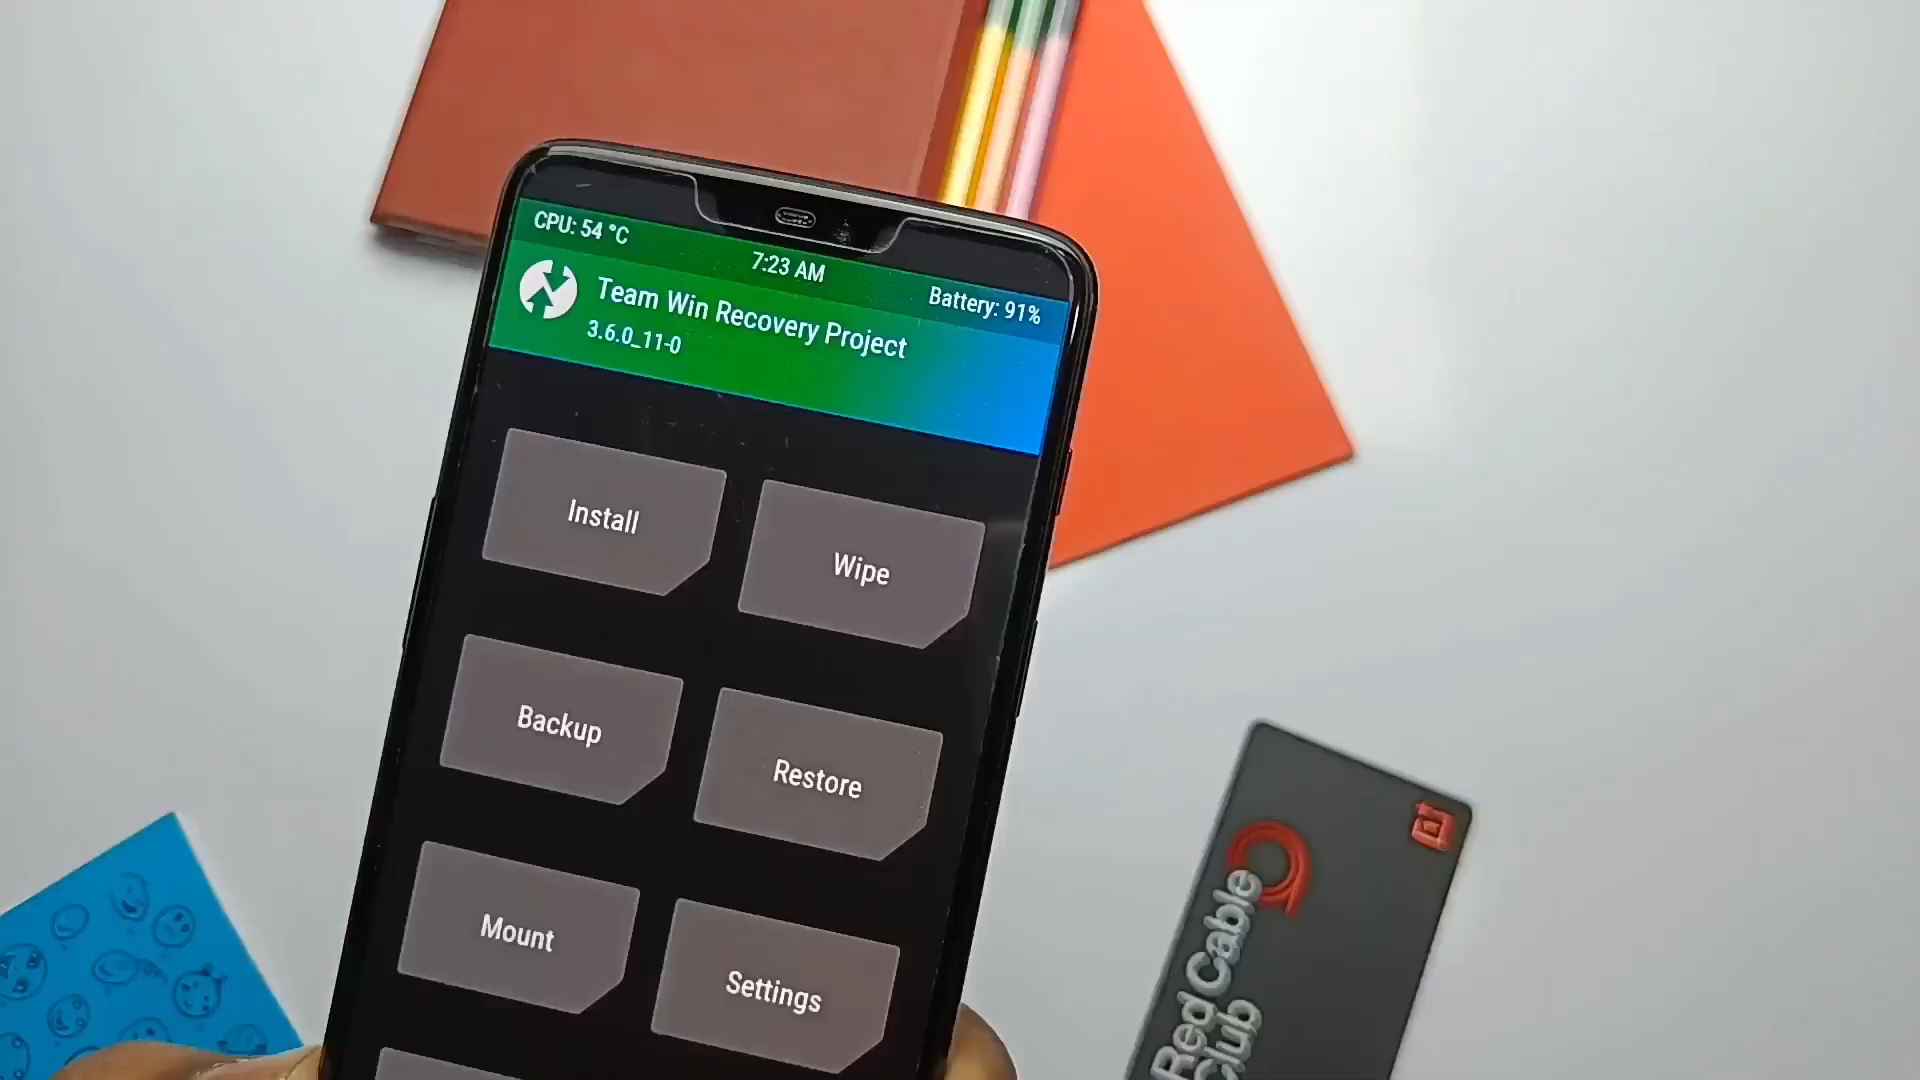 CPU: 54 °C
7:23 AM
Battery: 91%
Team Win Recovery Project
3.6.0_11-0
Install
Wipe
Backup
Restore
Mount
Settings
Red Cable
Club